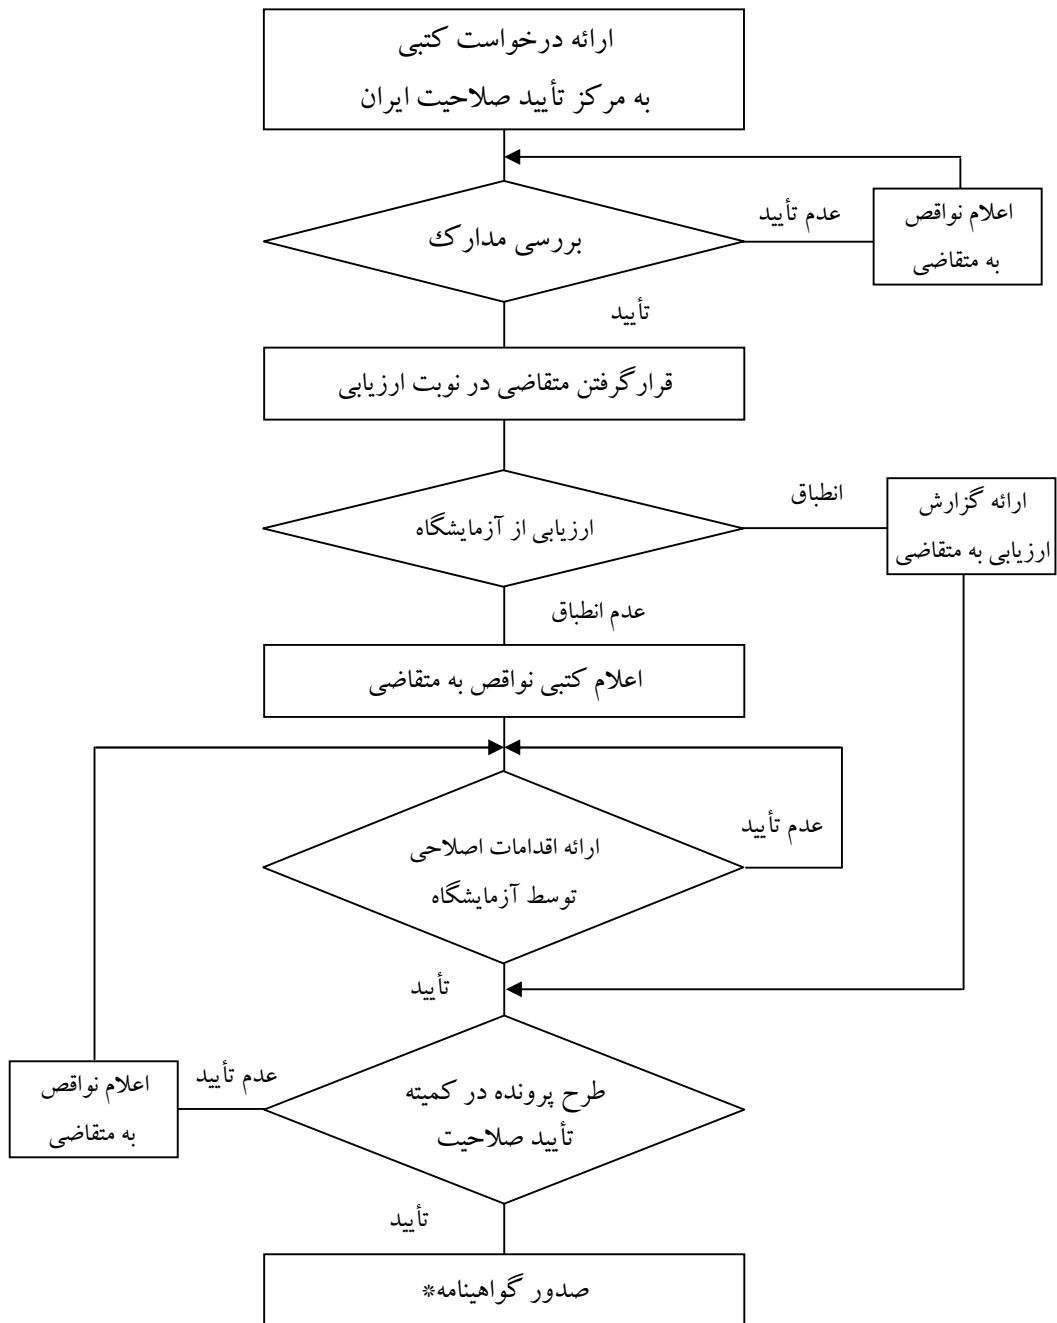 ارائه درخواست کتبی
به مرکز تأیید صلاحیت ایران
بررسی مدارك
عدم تأیید
اعلام نواقص
به متقاضی
تأیید
قرارگرفتن متقاضی در نوبت ارزیابی
ارزیابی از آزمایشگاه
انطباق
ارائه گزارش
ارزیابی به متقاضی
عدم انطباق
اعلام کتبی نواقص به متقاضی
ارائه اقدامات اصلاحی
توسط آزمایشگاه
عدم تأیید
تأیید
طرح پرونده در کمیته
تأیید صلاحیت
عدم تأیید
اعلام نواقص
به متقاضی
تأیید
صدور گواهینامه*